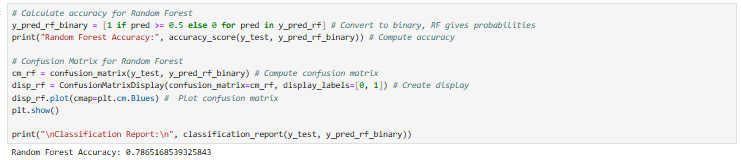 # Calculate accuracy for Random Forest
y_pred_rf_binary = [1 if pred >= 0.5 else 0 for pred in y_pred_rf] # Convert to binary, RF gives probabilities
print("Random Forest Accuracy:", accuracy_score(y_test, y_pred_rf_binary)) # Compute accuracy
# Confusion Matrix for Random Forest
cm_rf = confusion_matrix(y_test, y_pred_rf_binary) # Compute confusion matrix
disp_rf = ConfusionMatrixDisplay(confusion_matrix=cm_rf, display_labels=[0, 1]) # Create display
disp_rf.plot(cmap=plt.cm.Blues) #  Plot confusion matrix
plt.show()
print("\nClassification Report:\n", classification_report(y_test, y_pred_rf_binary))
Random Forest Accuracy: 0.7865168539325843